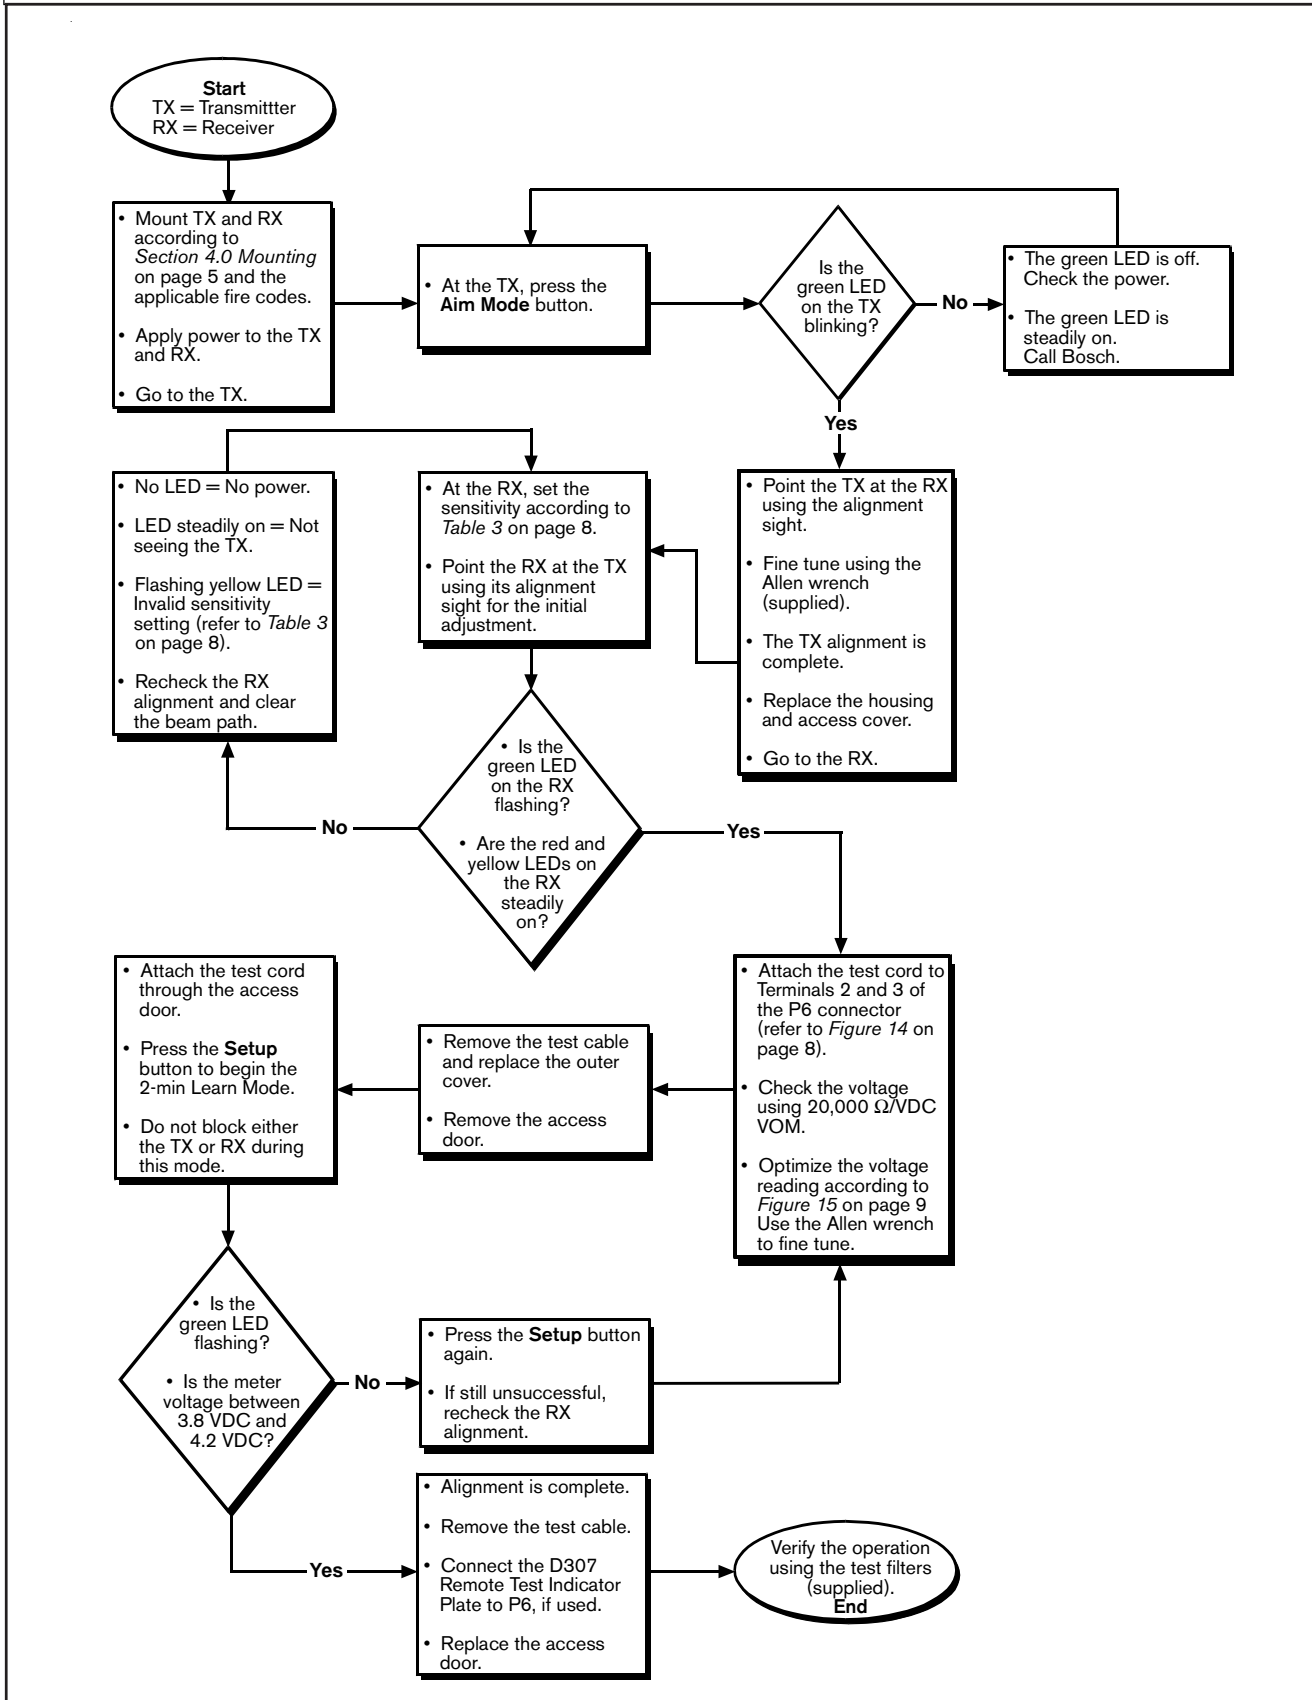 Start
TX = Transmittter
RX = Receiver
• Mount TX and RX
according to
Section 4.0 Mounting
on page 5 and the
applicable fire codes.
• Apply power to the TX
and RX.
• Go to the TX.
• At the TX, press the
Aim Mode button.
Is the
green LED
on the TX
blinking?
No
• The green LED is off.
Check the power.
• The green LED is
steadily on.
Call Bosch.
Yes
• Point the TX at the RX
using the alignment
sight.
• Fine tune using the
Allen wrench
(supplied).
• The TX alignment is
complete.
• Replace the housing
and access cover.
• Go to the RX.
• At the RX, set the
sensitivity according to
Table 3 on page 8.
• Point the RX at the TX
using its alignment
sight for the initial
adjustment.
• No LED = No power.
• LED steadily on = Not
seeing the TX.
• Flashing yellow LED =
Invalid sensitivity
setting (refer to Table 3
on page 8).
• Recheck the RX
alignment and clear
the beam path.
• Is the
green LED
on the RX
flashing?
• Are the red and
yellow LEDs on
the RX
steadily
on?
No
Yes
• Attach the test cord to
Terminals 2 and 3 of
the P6 connector
(refer to Figure 14 on
page 8).
• Check the voltage
using 20,000 Ω/VDC
VOM.
• Optimize the voltage
reading according to
Figure 15 on page 9
Use the Allen wrench
to fine tune.
• Remove the test cable
and replace the outer
cover.
• Remove the access
door.
• Attach the test cord
through the access
door.
• Press the Setup
button to begin the
2-min Learn Mode.
• Do not block either
the TX or RX during
this mode.
• Is the
green LED
flashing?
• Is the meter
voltage between
3.8 VDC and
4.2 VDC?
No
• Press the Setup button
again.
• If still unsuccessful,
recheck the RX
alignment.
Yes
• Alignment is complete.
• Remove the test cable.
• Connect the D307
Remote Test Indicator
Plate to P6, if used.
• Replace the access
door.
Verify the operation
using the test filters
(supplied).
End